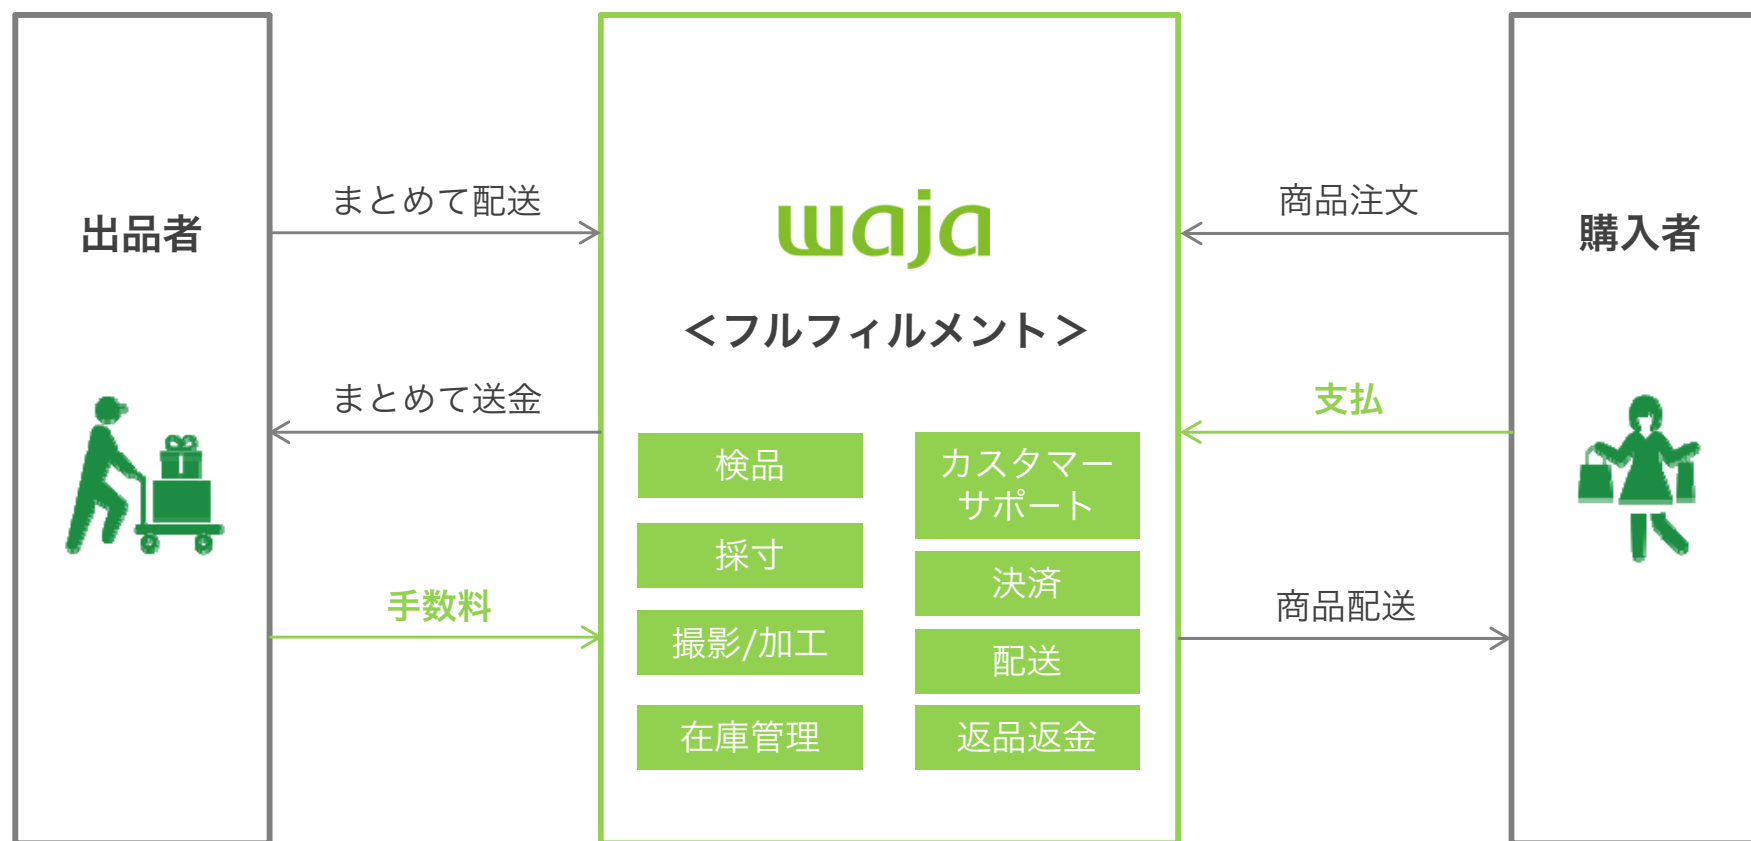 出品者
まとめて配送
まとめて送金
手数料
waja
＜フルフィルメント＞
検品
採寸
撮影/加工
在庫管理
カスタマー
サポート
決済
配送
返品返金
商品注文
支払
商品配送
購入者